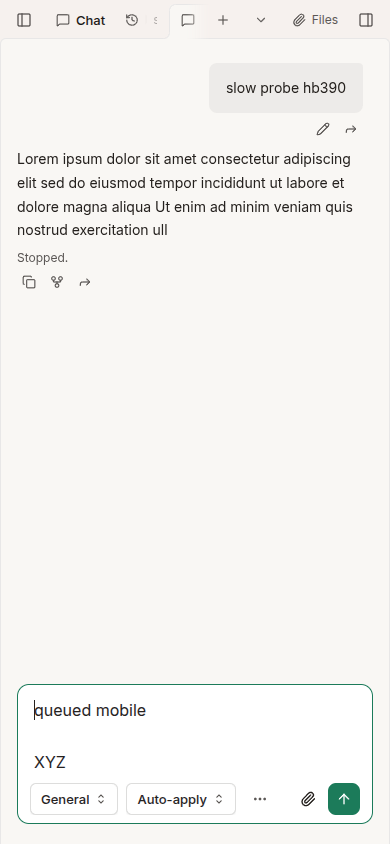 Chat
Files
slow probe hb390
Lorem ipsum dolor sit amet consectetur adipiscing
elit sed do eiusmod tempor incididunt ut labore et
dolore magna aliqua Ut enim ad minim veniam quis
nostrud exercitation ull
Stopped.
queued mobile
XYZ
General
Auto-apply